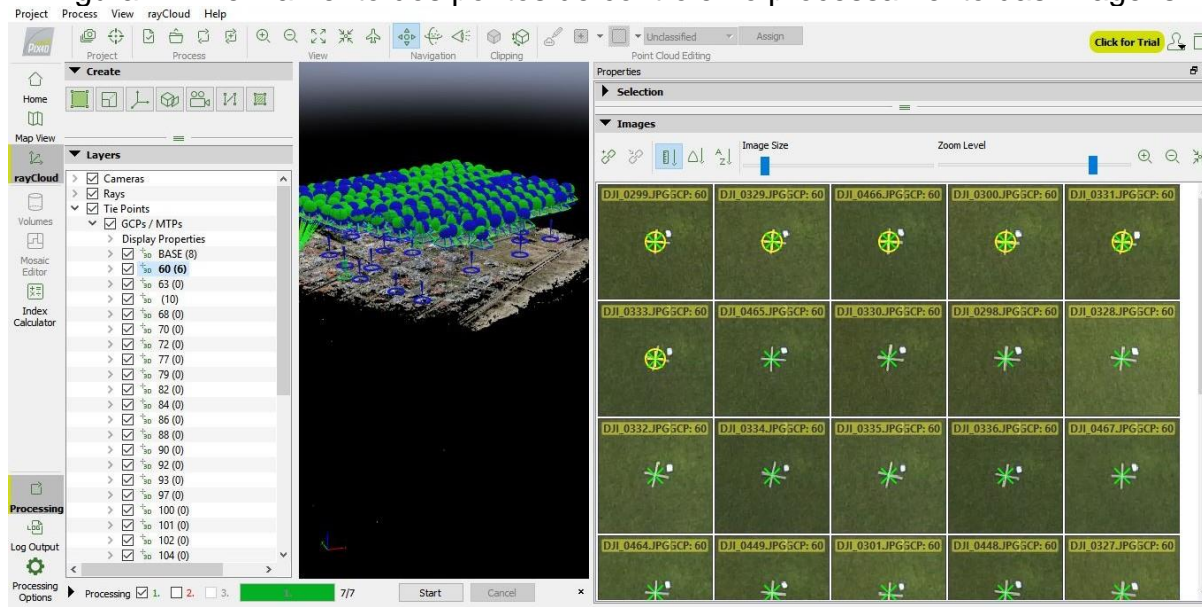 Project Process View rayCloud Help
PIX4D
Project Process View Navigation Clipping Point Cloud Editing
Unclassified Assign
Click for Trial
Home
Map View
rayCloud
Volumes
Mosaic
Editor
Index
Calculator
Processing
Log Output
Processing
Options
Create
Layers
Cameras
Rays
Tie Points
GCPs / MTPs
Display Properties
BASE (8)
60 (6)
63 (0)
(10)
68 (0)
70 (0)
72 (0)
77 (0)
79 (0)
82 (0)
84 (0)
86 (0)
88 (0)
90 (0)
92 (0)
93 (0)
97 (0)
100 (0)
101 (0)
102 (0)
104 (0)
Processing 1. 2. 3. 1. 7/7 Start Cancel
Properties
Selection
Images
Image Size Zoom Level
DJI_0299.JPG GCP: 60 DJI_0329.JPG GCP: 60 DJI_0466.JPG GCP: 60 DJI_0300.JPG GCP: 60 DJI_0331.JPG GCP: 60
DJI_0333.JPG GCP: 60 DJI_0465.JPG GCP: 60 DJI_0330.JPG GCP: 60 DJI_0298.JPG GCP: 60 DJI_0328.JPG GCP: 60
DJI_0332.JPG GCP: 60 DJI_0334.JPG GCP: 60 DJI_0335.JPG GCP: 60 DJI_0336.JPG GCP: 60 DJI_0467.JPG GCP: 60
DJI_0464.JPG GCP: 60 DJI_0449.JPG GCP: 60 DJI_0301.JPG GCP: 60 DJI_0448.JPG GCP: 60 DJI_0327.JPG GCP: 60